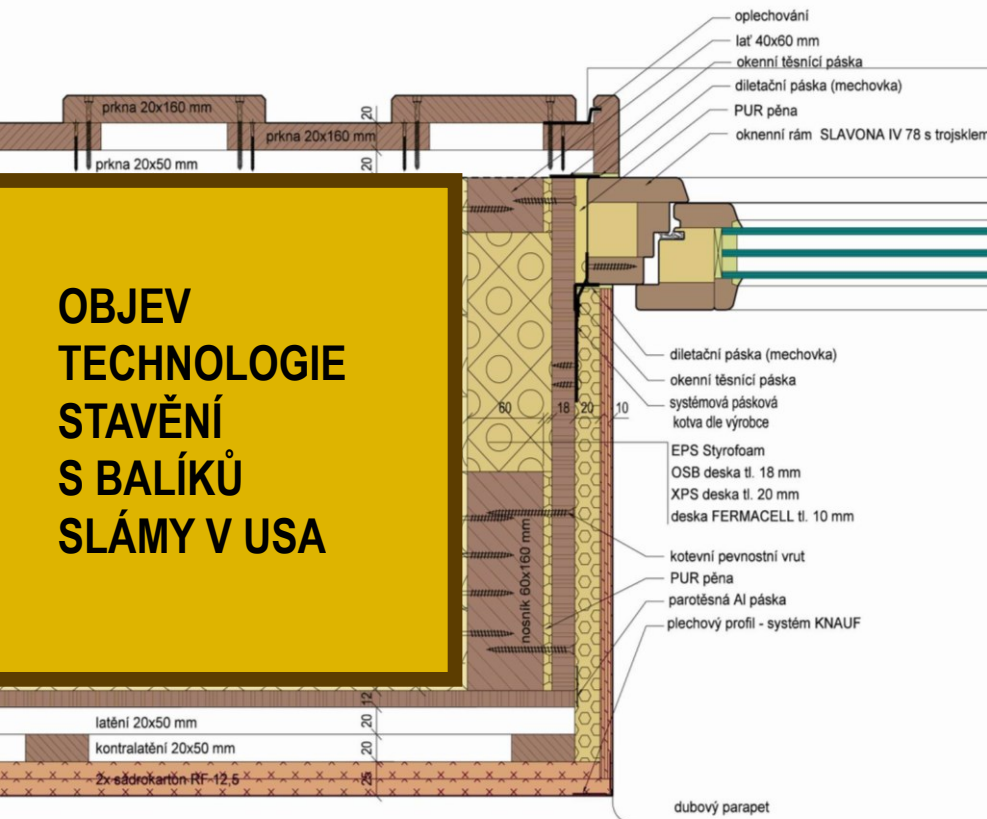 oplechování
lať 40x60 mm
okenní těsnící páska
diletační páska (mechovka)
PUR pěna
oknenní rám SLAVONA IV 78 s trojsklem
prkna 20x160 mm
20
prkna 20x160 mm
prkna 20x50 mm
20
OBJEV
TECHNOLOGIE
STAVĚNÍ
S BALÍKŮ
SLÁMY V USA
60
18
20
10
nosník 60x160 mm
diletační páska (mechovka)
okenní těsnící páska
systémová pásková
kotva dle výrobce
EPS Styrofoam
OSB deska tl. 18 mm
XPS deska tl. 20 mm
deska FERMACELL tl. 10 mm
kotevní pevnostní vrut
PUR pěna
parotěsná Al páska
plechový profil - systém KNAUF
12
latění 20x50 mm
20
kontralatění 20x50 mm
20
2x sádrokarton RF 12,5
25
dubový parapet